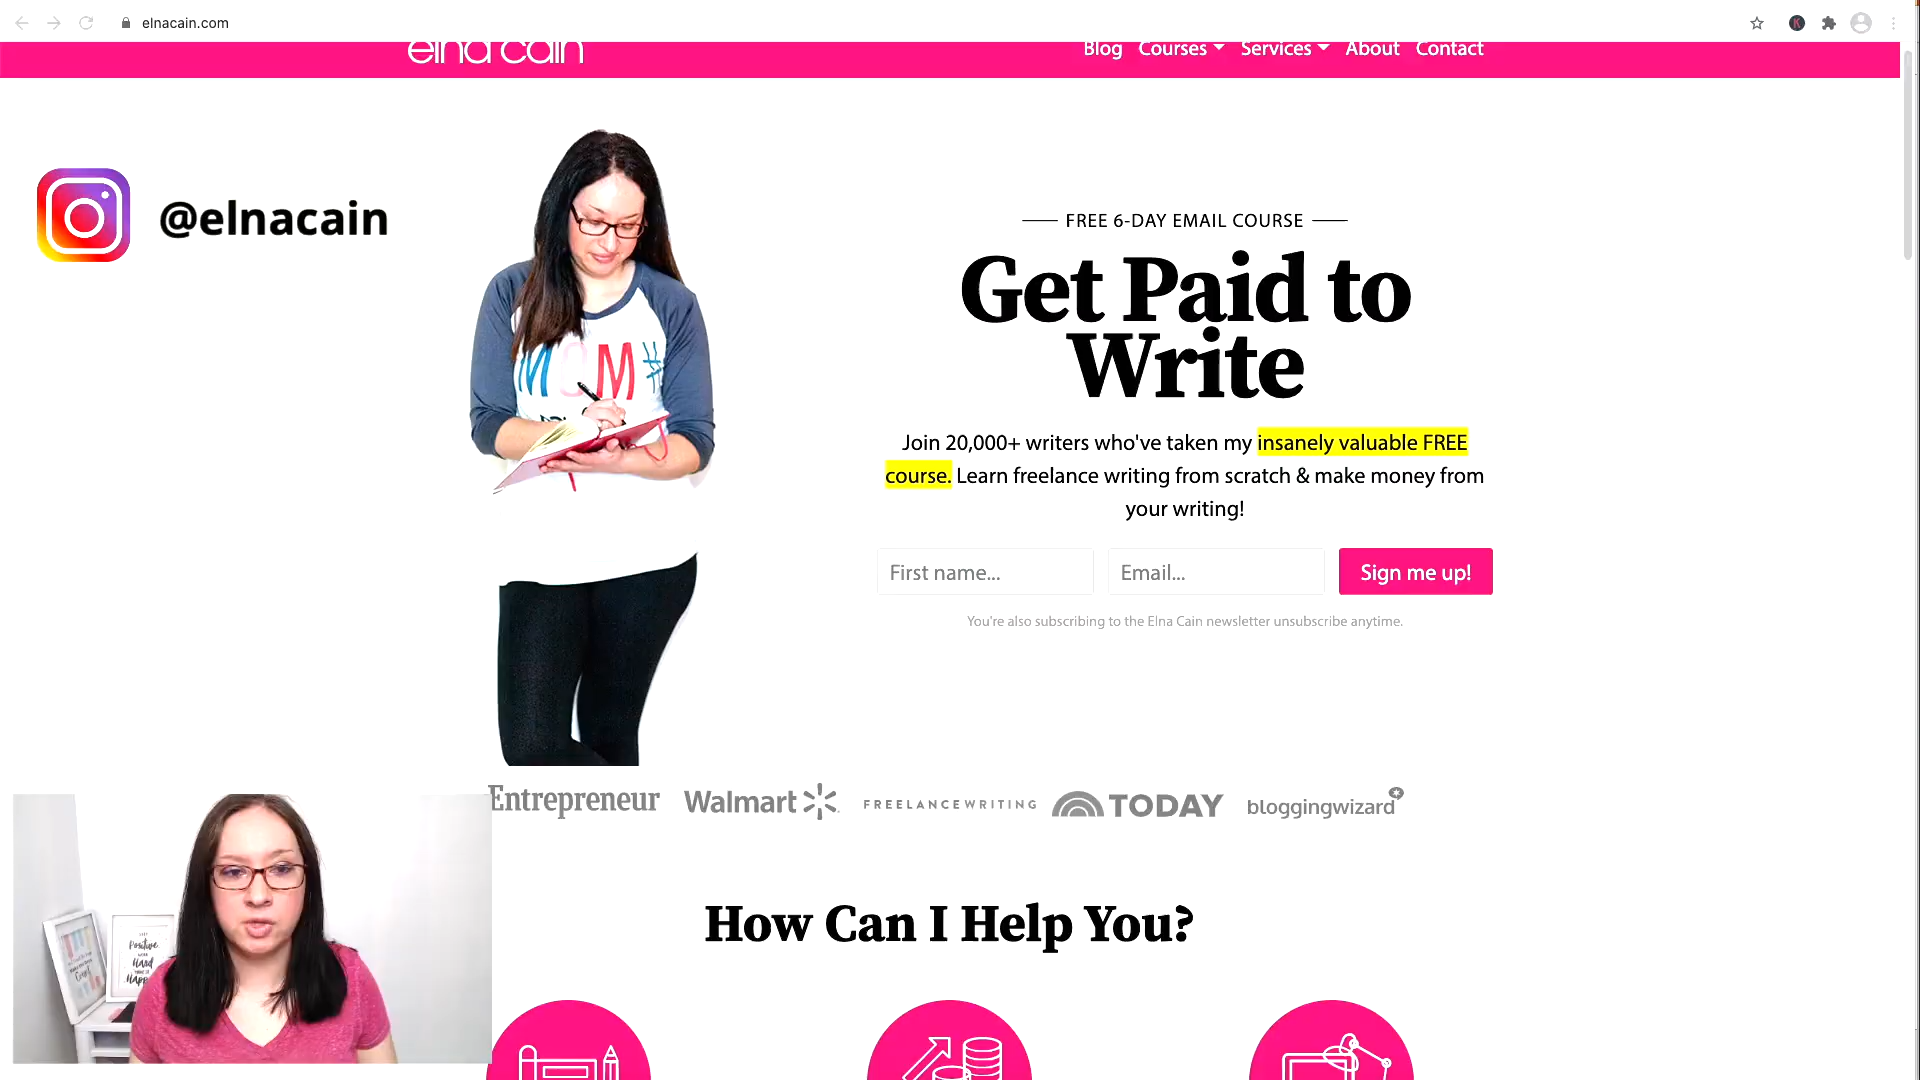 elnacain.com
elna cain
Blog Courses Services About Contact
@elnacain
FREE 6-DAY EMAIL COURSE
Get Paid to
Write
Join 20,000+ writers who've taken my insanely valuable FREE
course. Learn freelance writing from scratch & make money from
your writing!
First name...
Email...
Sign me up!
You're also subscribing to the Elna Cain newsletter unsubscribe anytime.
MOM#
Entrepreneur
Walmart
FREELANCEWRITING
TODAY
bloggingwizard
How Can I Help You?
Positive
Hard